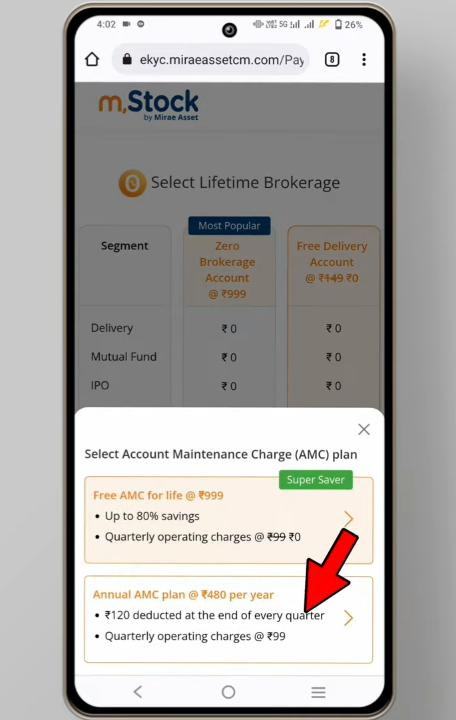 4:02
5G
26%
ekyc.miraeassetcm.com/Pay
8
m.Stock
by Mirae Asset
Select Lifetime Brokerage
Most Popular
Segment
Zero
Brokerage
Account
@ ₹999
Free Delivery
Account
@ ₹149 ₹0
Delivery ₹ 0 ₹ 0
Mutual Fund ₹ 0 ₹ 0
IPO ₹ 0 ₹ 0
Select Account Maintenance Charge (AMC) plan
Super Saver
Free AMC for life @ ₹999
• Up to 80% savings
• Quarterly operating charges @ ₹99 ₹0
Annual AMC plan @ ₹480 per year
• ₹120 deducted at the end of every quarter
• Quarterly operating charges @ ₹99